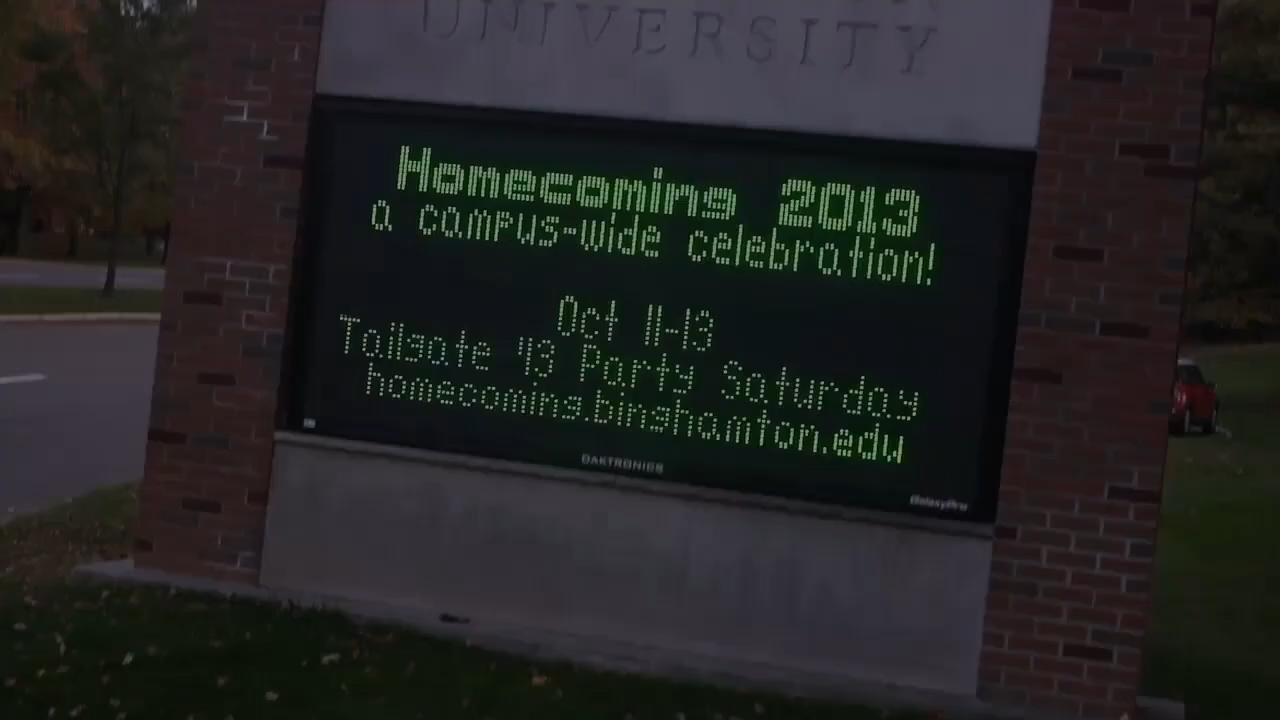 UNIVERSITY
Homecoming 2013
a campus-wide celebration!
Oct 11-13
Tailgate '13 Party Saturday
homecoming.binghamton.edu
DAKTRONICS
GalaxyPro